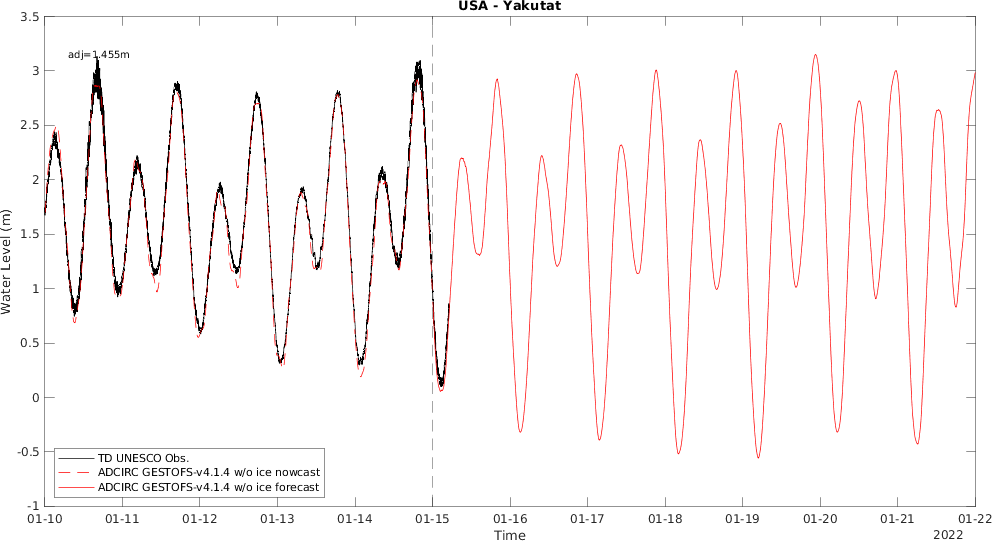 USA - Yakutat
adj=1.455m
3.5
3
2.5
2
1.5
1
0.5
0
-0.5
-1
Water Level (m)
TD UNESCO Obs.
ADCIRC GESTOFS-v4.1.4 w/o ice nowcast
ADCIRC GESTOFS-v4.1.4 w/o ice forecast
01-10 01-11 01-12 01-13 01-14 01-15 01-16 01-17 01-18 01-19 01-20 01-21 01-22
Time
2022